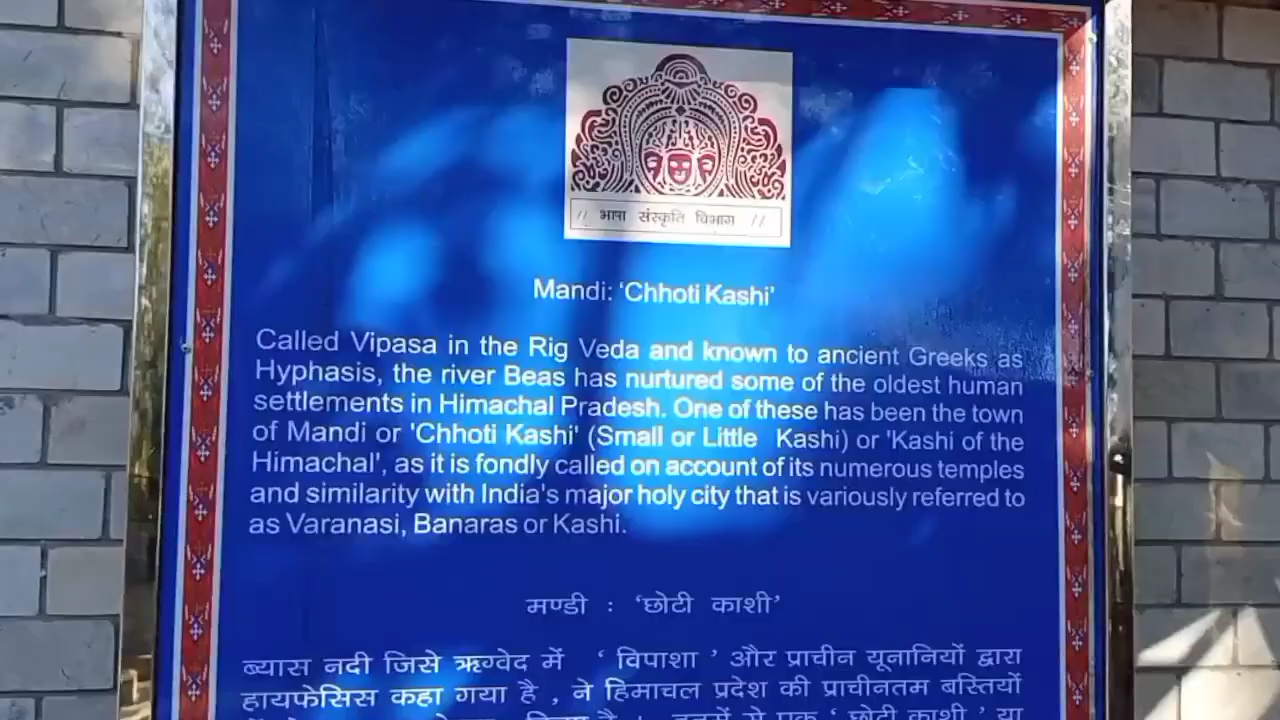 // भाषा संस्कृति विभाग //
Mandi: ‘Chhoti Kashi’
Called Vipasa in the Rig Veda and known to ancient Greeks as
Hyphasis, the river Beas has nurtured some of the oldest human
settlements in Himachal Pradesh. One of these has been the town
of Mandi or 'Chhoti Kashi' (Small or Little Kashi) or 'Kashi of the
Himachal', as it is fondly called on account of its numerous temples
and similarity with India's major holy city that is variously referred to
as Varanasi, Banaras or Kashi.
मण्डी : ‘छोटी काशी’
ब्यास नदी जिसे ऋग्वेद में ‘ विपाशा ’ और प्राचीन यूनानियों द्वारा
हायफेसिस कहा गया है , ने हिमाचल प्रदेश की प्राचीनतम बस्तियों
इनमें से एक ‘ छोटी काशी ’ या